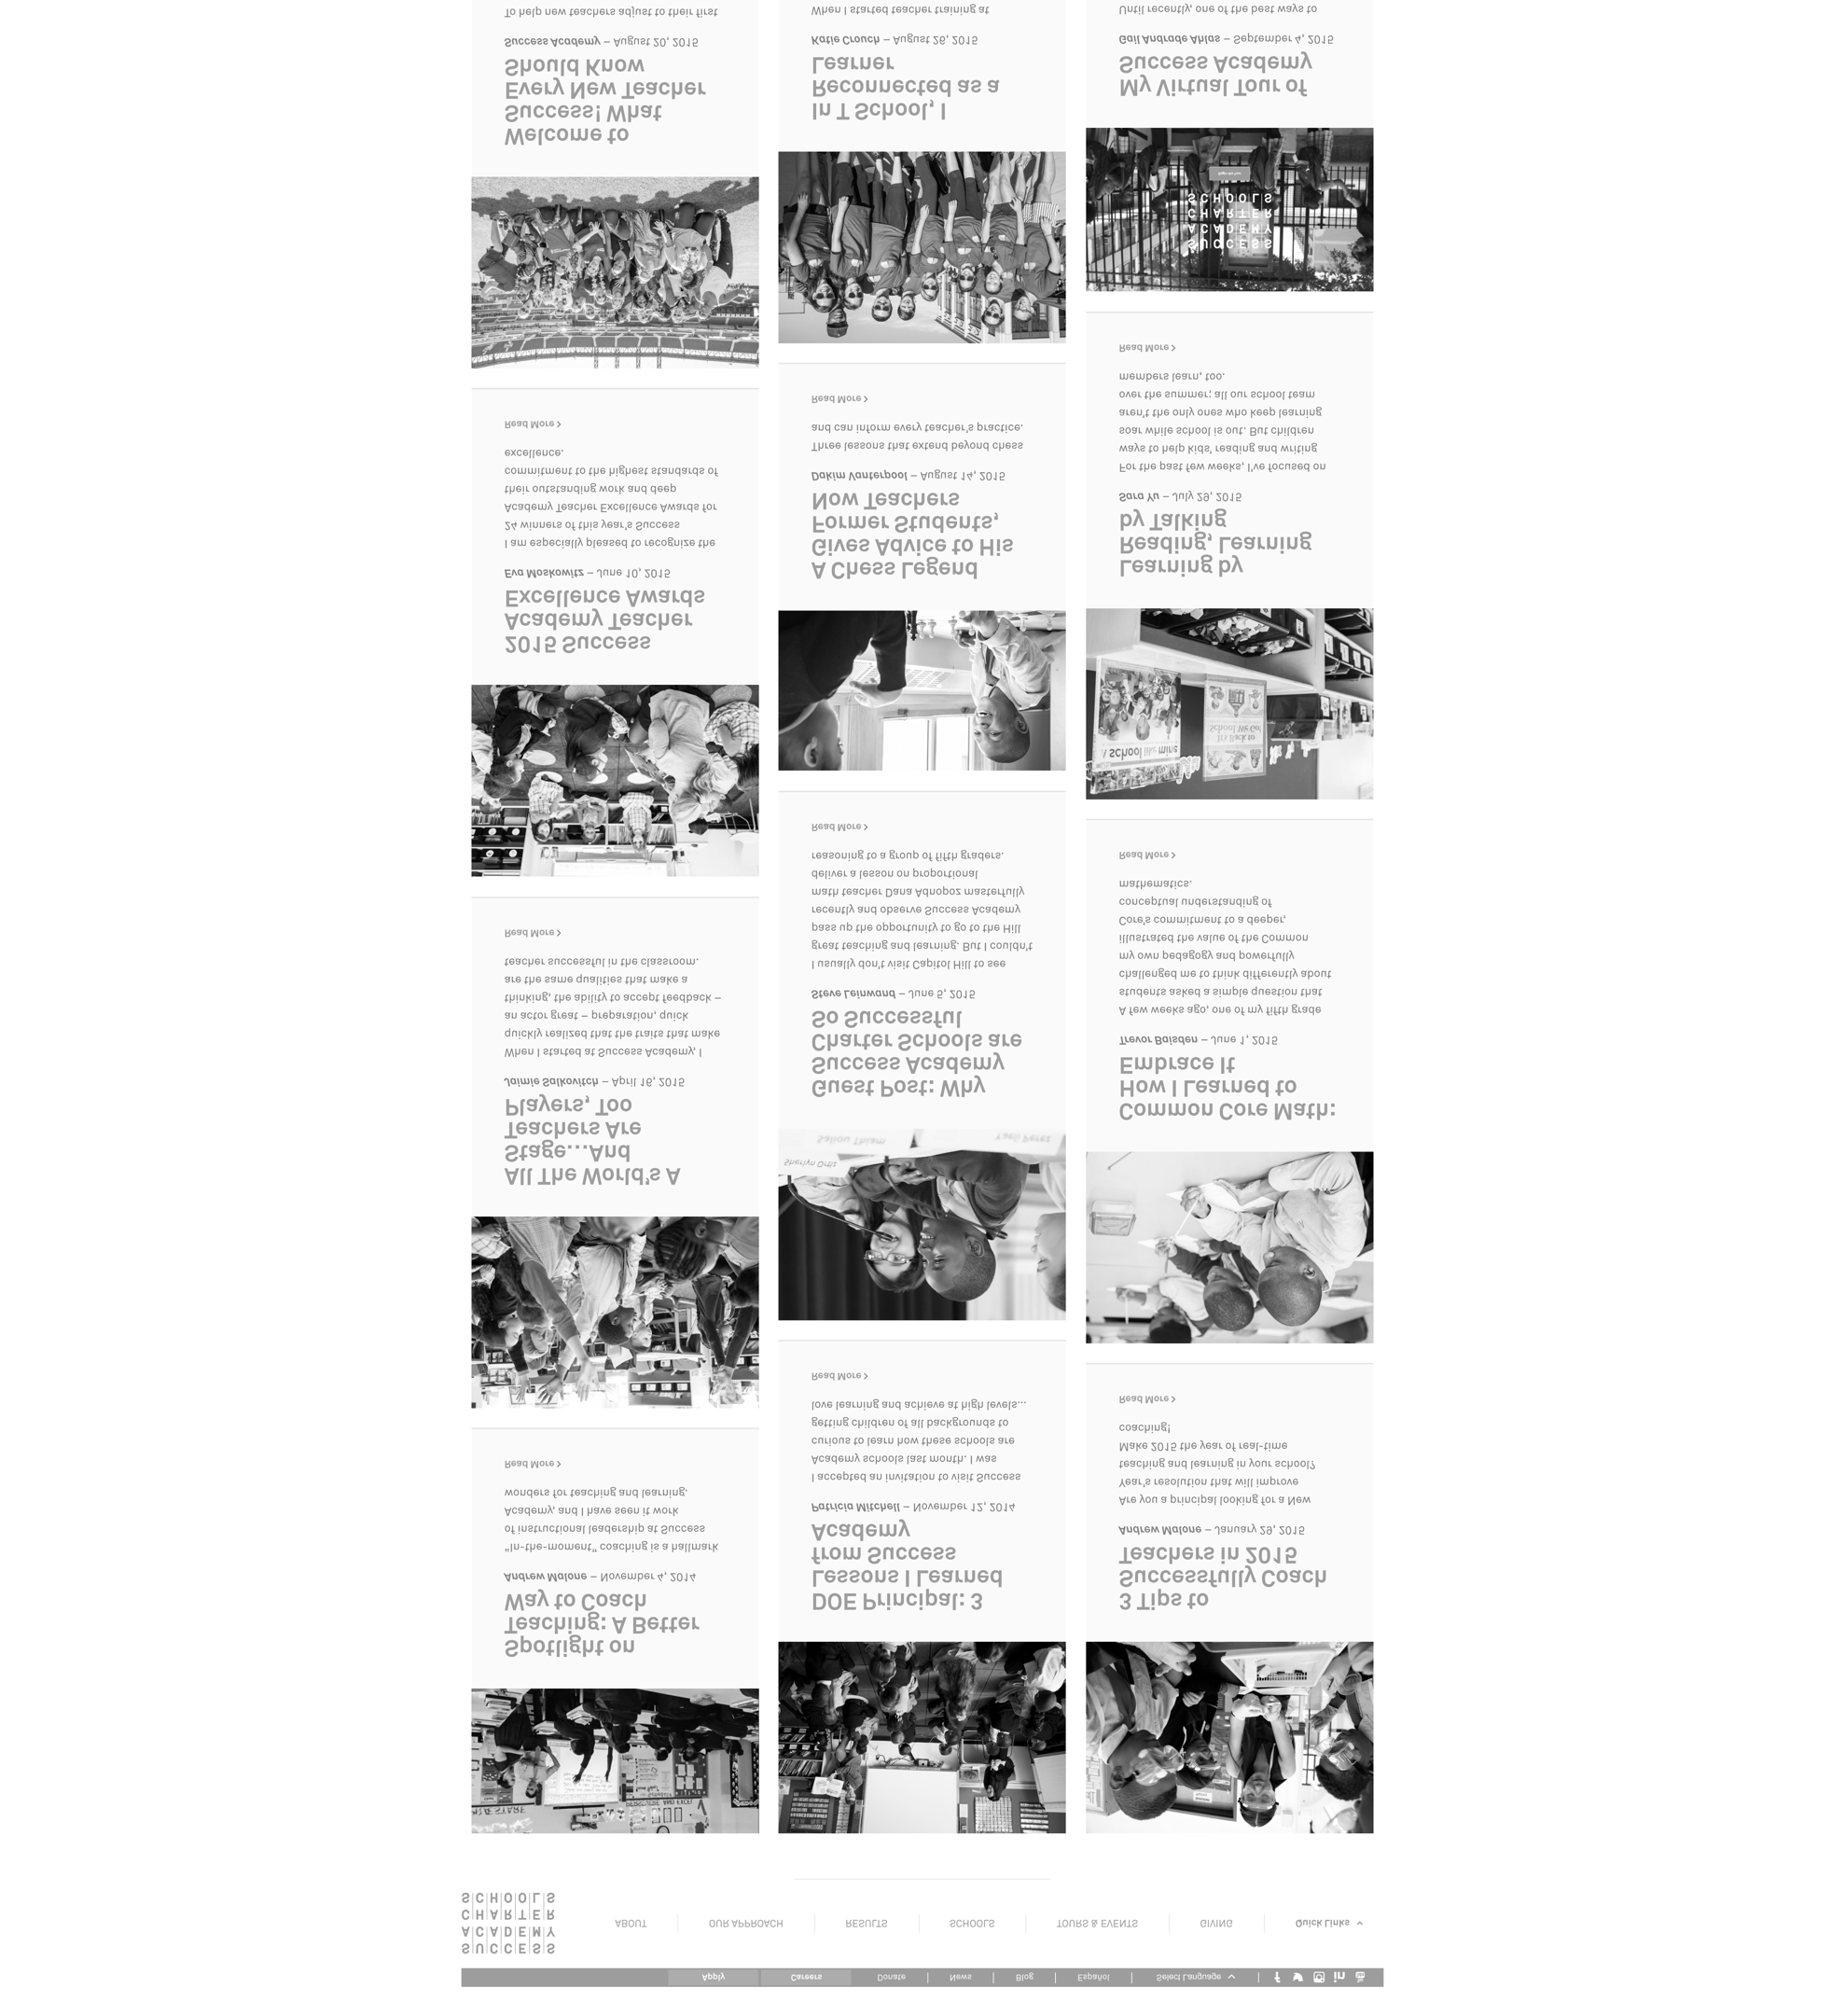 Apply
Careers
Donate
News
Blog
Español
Select Language
SUCCESS
ACADEMY
CHARTER
SCHOOLS
ABOUT
OUR APPROACH
RESULTS
SCHOOLS
TOURS & EVENTS
GIVING
Quick Links
Spotlight on
Teaching: A Better
Way to Coach
Andrew Malone – November 4, 2014
"In-the-moment" coaching is a hallmark
of instructional leadership at Success
Academy, and I have seen it work
wonders for teaching and learning.
Read More
DOE Principal: 3
Lessons I Learned
from Success
Academy
Patricia Mitchell – November 12, 2014
I accepted an invitation to visit Success
Academy schools last month. I was
curious to learn how these schools are
getting children of all backgrounds to
love learning and achieve at high levels...
Read More
3 Tips to
Successfully Coach
Teachers in 2015
Andrew Malone – January 29, 2015
Are you a principal looking for a New
Year's resolution that will improve
teaching and learning in your school?
Make 2015 the year of real-time
coaching!
Read More
All The World's A
Stage...And
Teachers Are
Players, Too
Jaimie Salkovitch – April 16, 2015
When I started at Success Academy, I
quickly realized that the traits that make
an actor great – preparation, quick
thinking, the ability to accept feedback –
are the same qualities that make a
teacher successful in the classroom.
Read More
Sherlyn Ortiz
Saliou Thiam
Yaeli Perez
Guest Post: Why
Success Academy
Charter Schools are
So Successful
Steve Leinwand – June 5, 2015
I usually don't visit Capitol Hill to see
great teaching and learning. But I couldn't
pass up the opportunity to go to the Hill
recently and observe Success Academy
math teacher Dana Adnopoz masterfully
deliver a lesson on proportional
reasoning to a group of fifth graders.
Read More
Common Core Math:
How I Learned to
Embrace It
Trevor Baisden – June 1, 2015
A few weeks ago, one of my fifth grade
students asked a simple question that
challenged me to think differently about
my own pedagogy and powerfully
illustrated the value of the Common
Core's commitment to a deeper,
conceptual understanding of
mathematics.
Read More
2015 Success
Academy Teacher
Excellence Awards
Eva Moskowitz – June 10, 2015
I am especially pleased to recognize the
24 winners of this year's Success
Academy Teacher Excellence Awards for
their outstanding work and deep
commitment to the highest standards of
excellence.
Read More
A Chess Legend
Gives Advice to His
Former Students,
Now Teachers
Dakim Vanterpool – August 14, 2015
Three lessons that extend beyond chess
and can inform every teacher's practice.
Read More
A School like mine
It's Back to
School We Go!
Learning by
Reading, Learning
by Talking
Sara Yu – July 29, 2015
For the past few weeks, I've focused on
ways to help kids' reading and writing
soar while school is out. But children
aren't the only ones who keep learning
over the summer; all our school team
members learn, too.
Read More
Welcome to
Success! What
Every New Teacher
Should Know
Success Academy – August 20, 2015
To help new teachers adjust to their first
In T School, I
Reconnected as a
Learner
Katie Crouch – August 26, 2015
When I started teacher training at
SUCCESS
ACADEMY
CHARTER
SCHOOLS
My Virtual Tour of
Success Academy
Gail Andrade Ahlas – September 4, 2015
Until recently, one of the best ways to